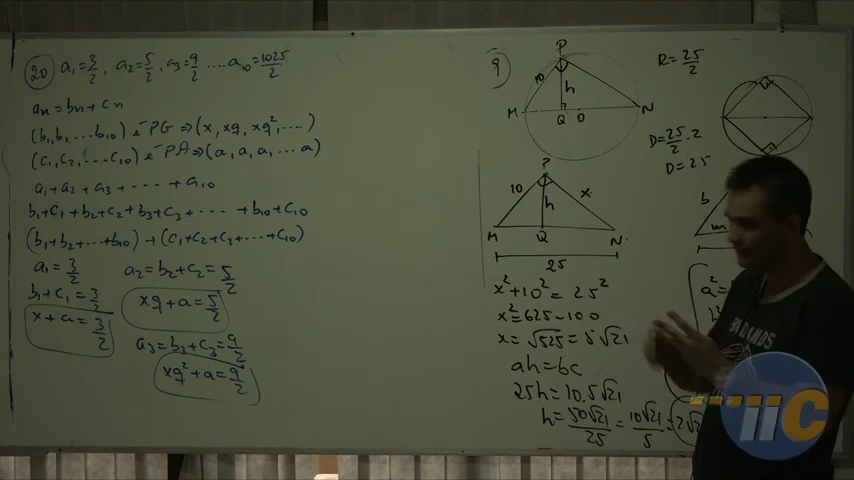 20) a₁=3/2, a₂=5/2, a₃=9/2 .... a₁₀=1025/2
aₙ=bₙ+cₙ
(b₁,b₂...b₁₀) é PG ⇒ (x, xq, xq²,....)
(c₁,c₂,...c₁₀) é PA ⇒ (a, a, a, ... a)
a₁+a₂+a₃+.....+a₁₀
b₁+c₁+b₂+c₂+b₃+c₃+.....+b₁₀+c₁₀
(b₁+b₂+...+b₁₀)+(c₁+c₂+c₃+....+c₁₀)
a₁=3/2
b₁+c₁=3/2
x+a=3/2
a₂=b₂+c₂=5/2
xq+a=5/2
a₃=b₃+c₃=9/2
xq²+a=9/2
9)
P
10
h
M
Q
O
N
P
10
h
x
M
Q
N
25
x²+10²=25²
x²=625-100
x=√525=5√21
ah=bc
25h=10.5√21
h=50√21/25=10√21/5=2√2
R=25/2
D=25/2.2
D=25
b
m
a²=
BADLANDS
IIC